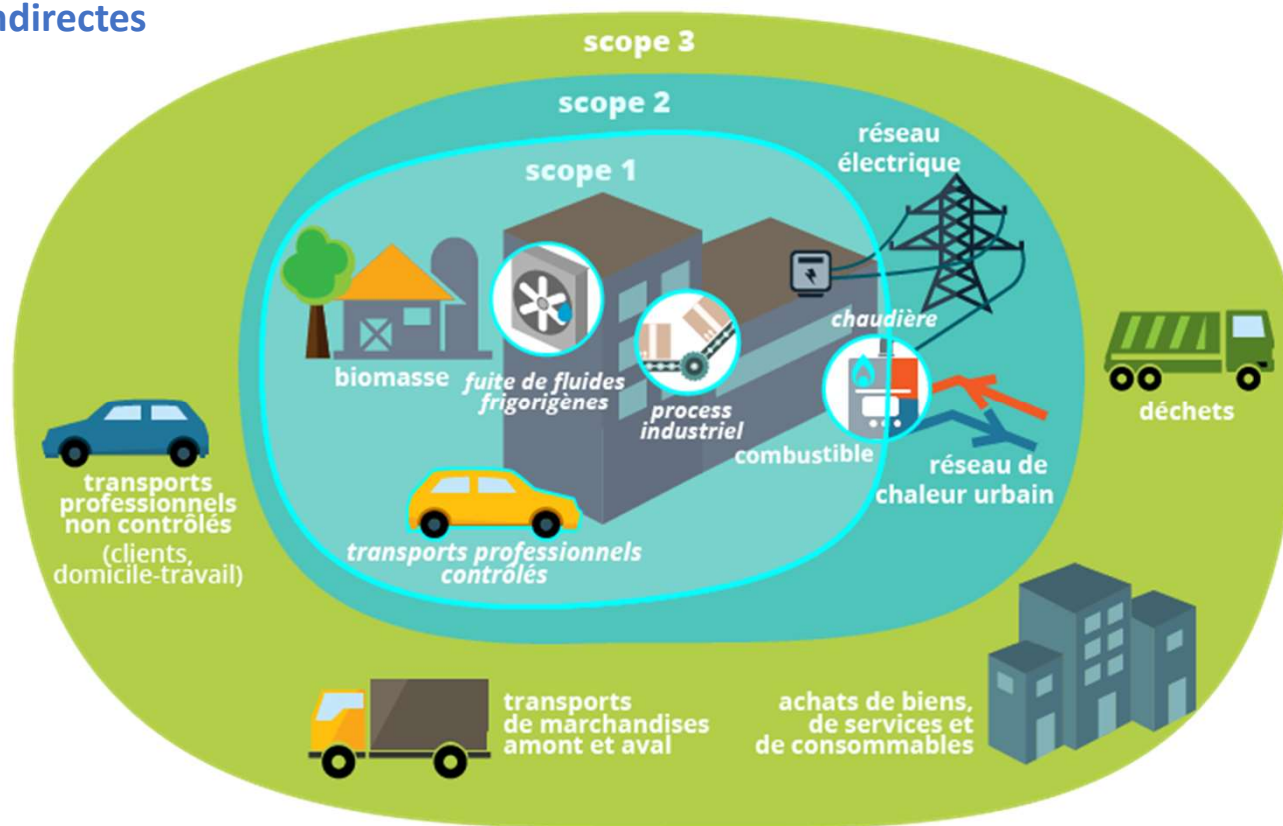 ndirectes
scope 3
scope 2
scope 1
réseau
électrique
biomasse
fuite de fluides
frigorigènes
process
industriel
chaudière
combustible
réseau de
chaleur urbain
déchets
transports
professionnels
non contrôlés
(clients,
domicile-travail)
transports professionnels
contrôlés
transports
de marchandises
amont et aval
achats de biens,
de services et
de consommables